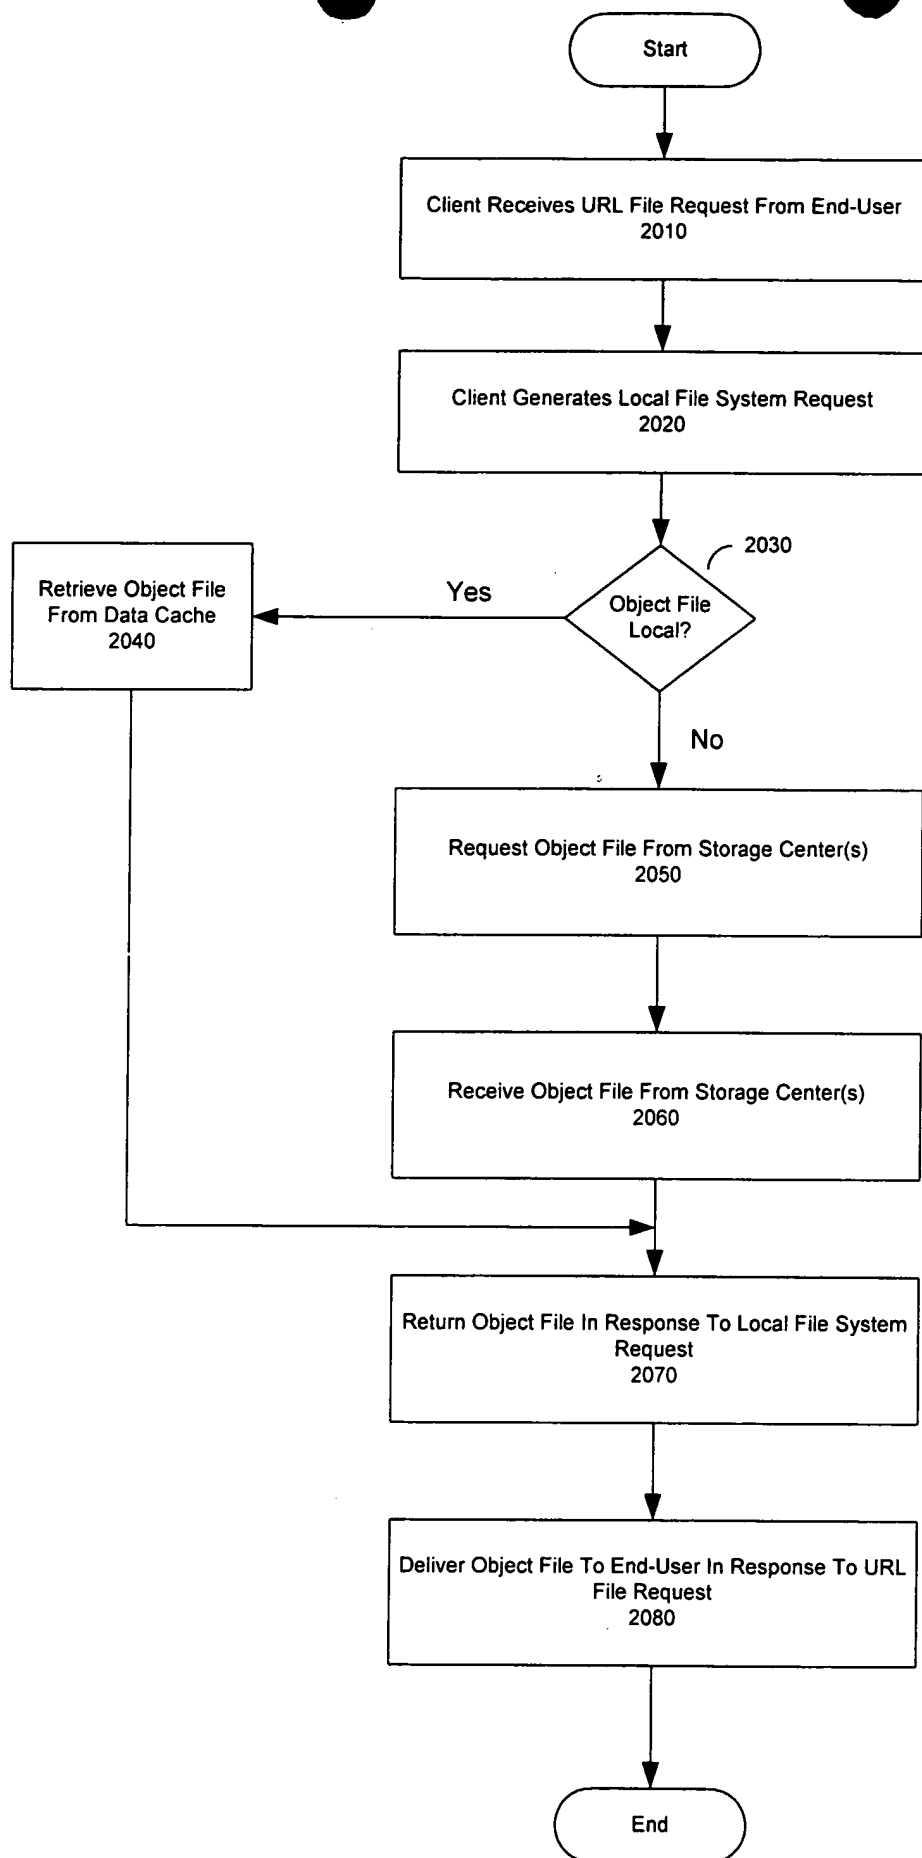 Start
Client Receives URL File Request From End-User
2010
Client Generates Local File System Request
2020
2030
Object File
Local?
Yes
Retrieve Object File
From Data Cache
2040
No
Request Object File From Storage Center(s)
2050
Receive Object File From Storage Center(s)
2060
Return Object File In Response To Local File System
Request
2070
Deliver Object File To End-User In Response To URL
File Request
2080
End